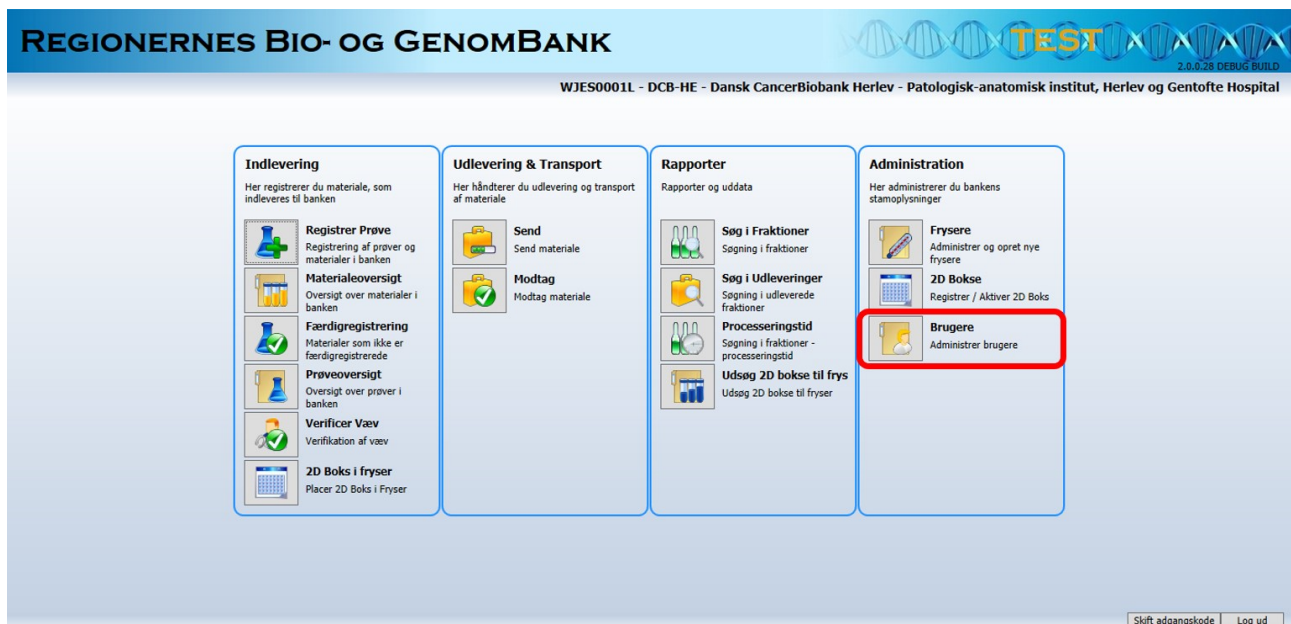 REGIONERNES BIO- OG GENOMBANK
TEST
2.0.0.28 DEBUG BUILD
WJES0001L - DCB-HE - Dansk CancerBiobank Herlev - Patologisk-anatomisk institut, Herlev og Gentofte Hospital
Indlevering
Her registrerer du materiale, som
indleveres til banken
Registrer Prøve
Registrering af prøver og
materialer i banken
Materialeoversigt
Oversigt over materialer i
banken
Færdigregistrering
Materialer som ikke er
færdigregistrerede
Prøveoversigt
Oversigt over prøver i
banken
Verificer Væv
Verifikation af væv
2D Boks i fryser
Placer 2D Boks i Fryser
Udlevering & Transport
Her håndterer du udlevering og transport
af materiale
Send
Send materiale
Modtag
Modtag materiale
Rapporter
Rapporter og uddata
Søg i Fraktioner
Søgning i fraktioner
Søg i Udleveringer
Søgning i udleverede
fraktioner
Processeringstid
Søgning i fraktioner -
processeringstid
Udsøg 2D bokse til frys
Udsøg 2D bokse til fryser
Administration
Her administrerer du bankens
stamoplysninger
Frysere
Administrer og opret nye
frysere
2D Bokse
Registrer / Aktiver 2D Boks
Brugere
Administrer brugere
Skift adgangskode
Log ud